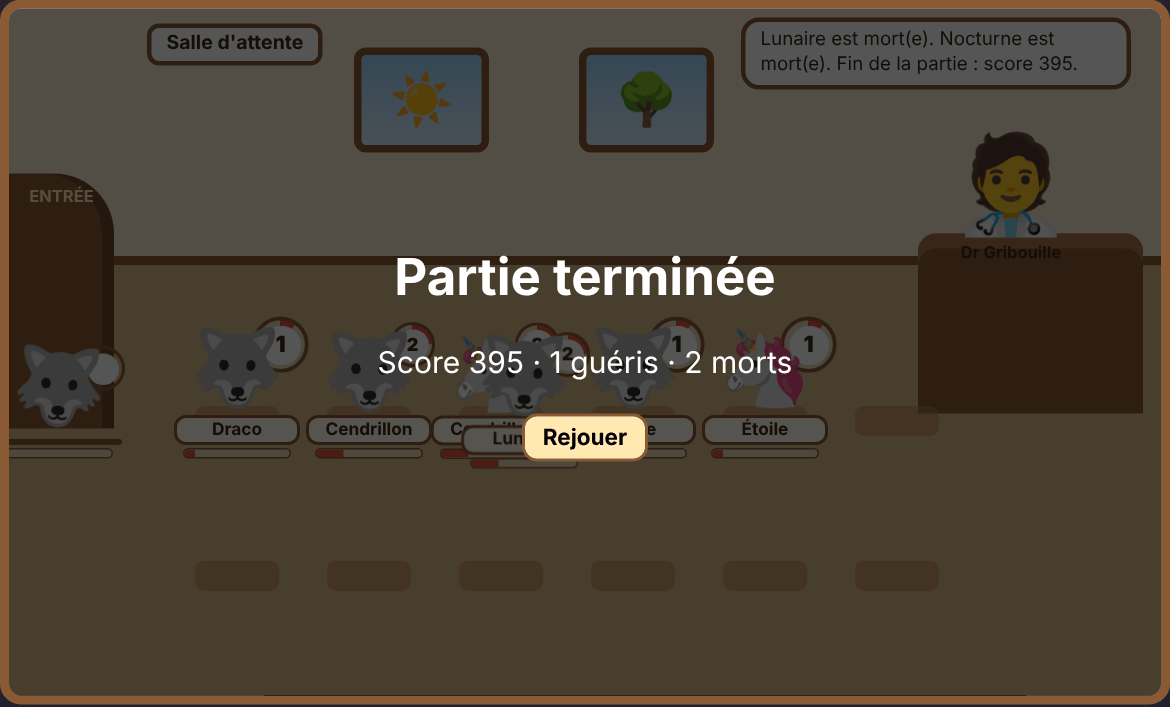 Salle d'attente
Lunaire est mort(e). Nocturne est
mort(e). Fin de la partie : score 395.
ENTRÉE
Dr Gribouille
Partie terminée
1
2
2
1
1
Score 395 · 1 guéris · 2 morts
Draco
Cendrillon
Étoile
Rejouer